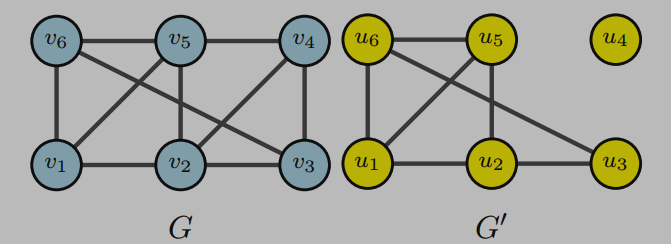 v₆ v₅ v₄ u₆ u₅ u₄
v₁ v₂ v₃ u₁ u₂ u₃
G G′